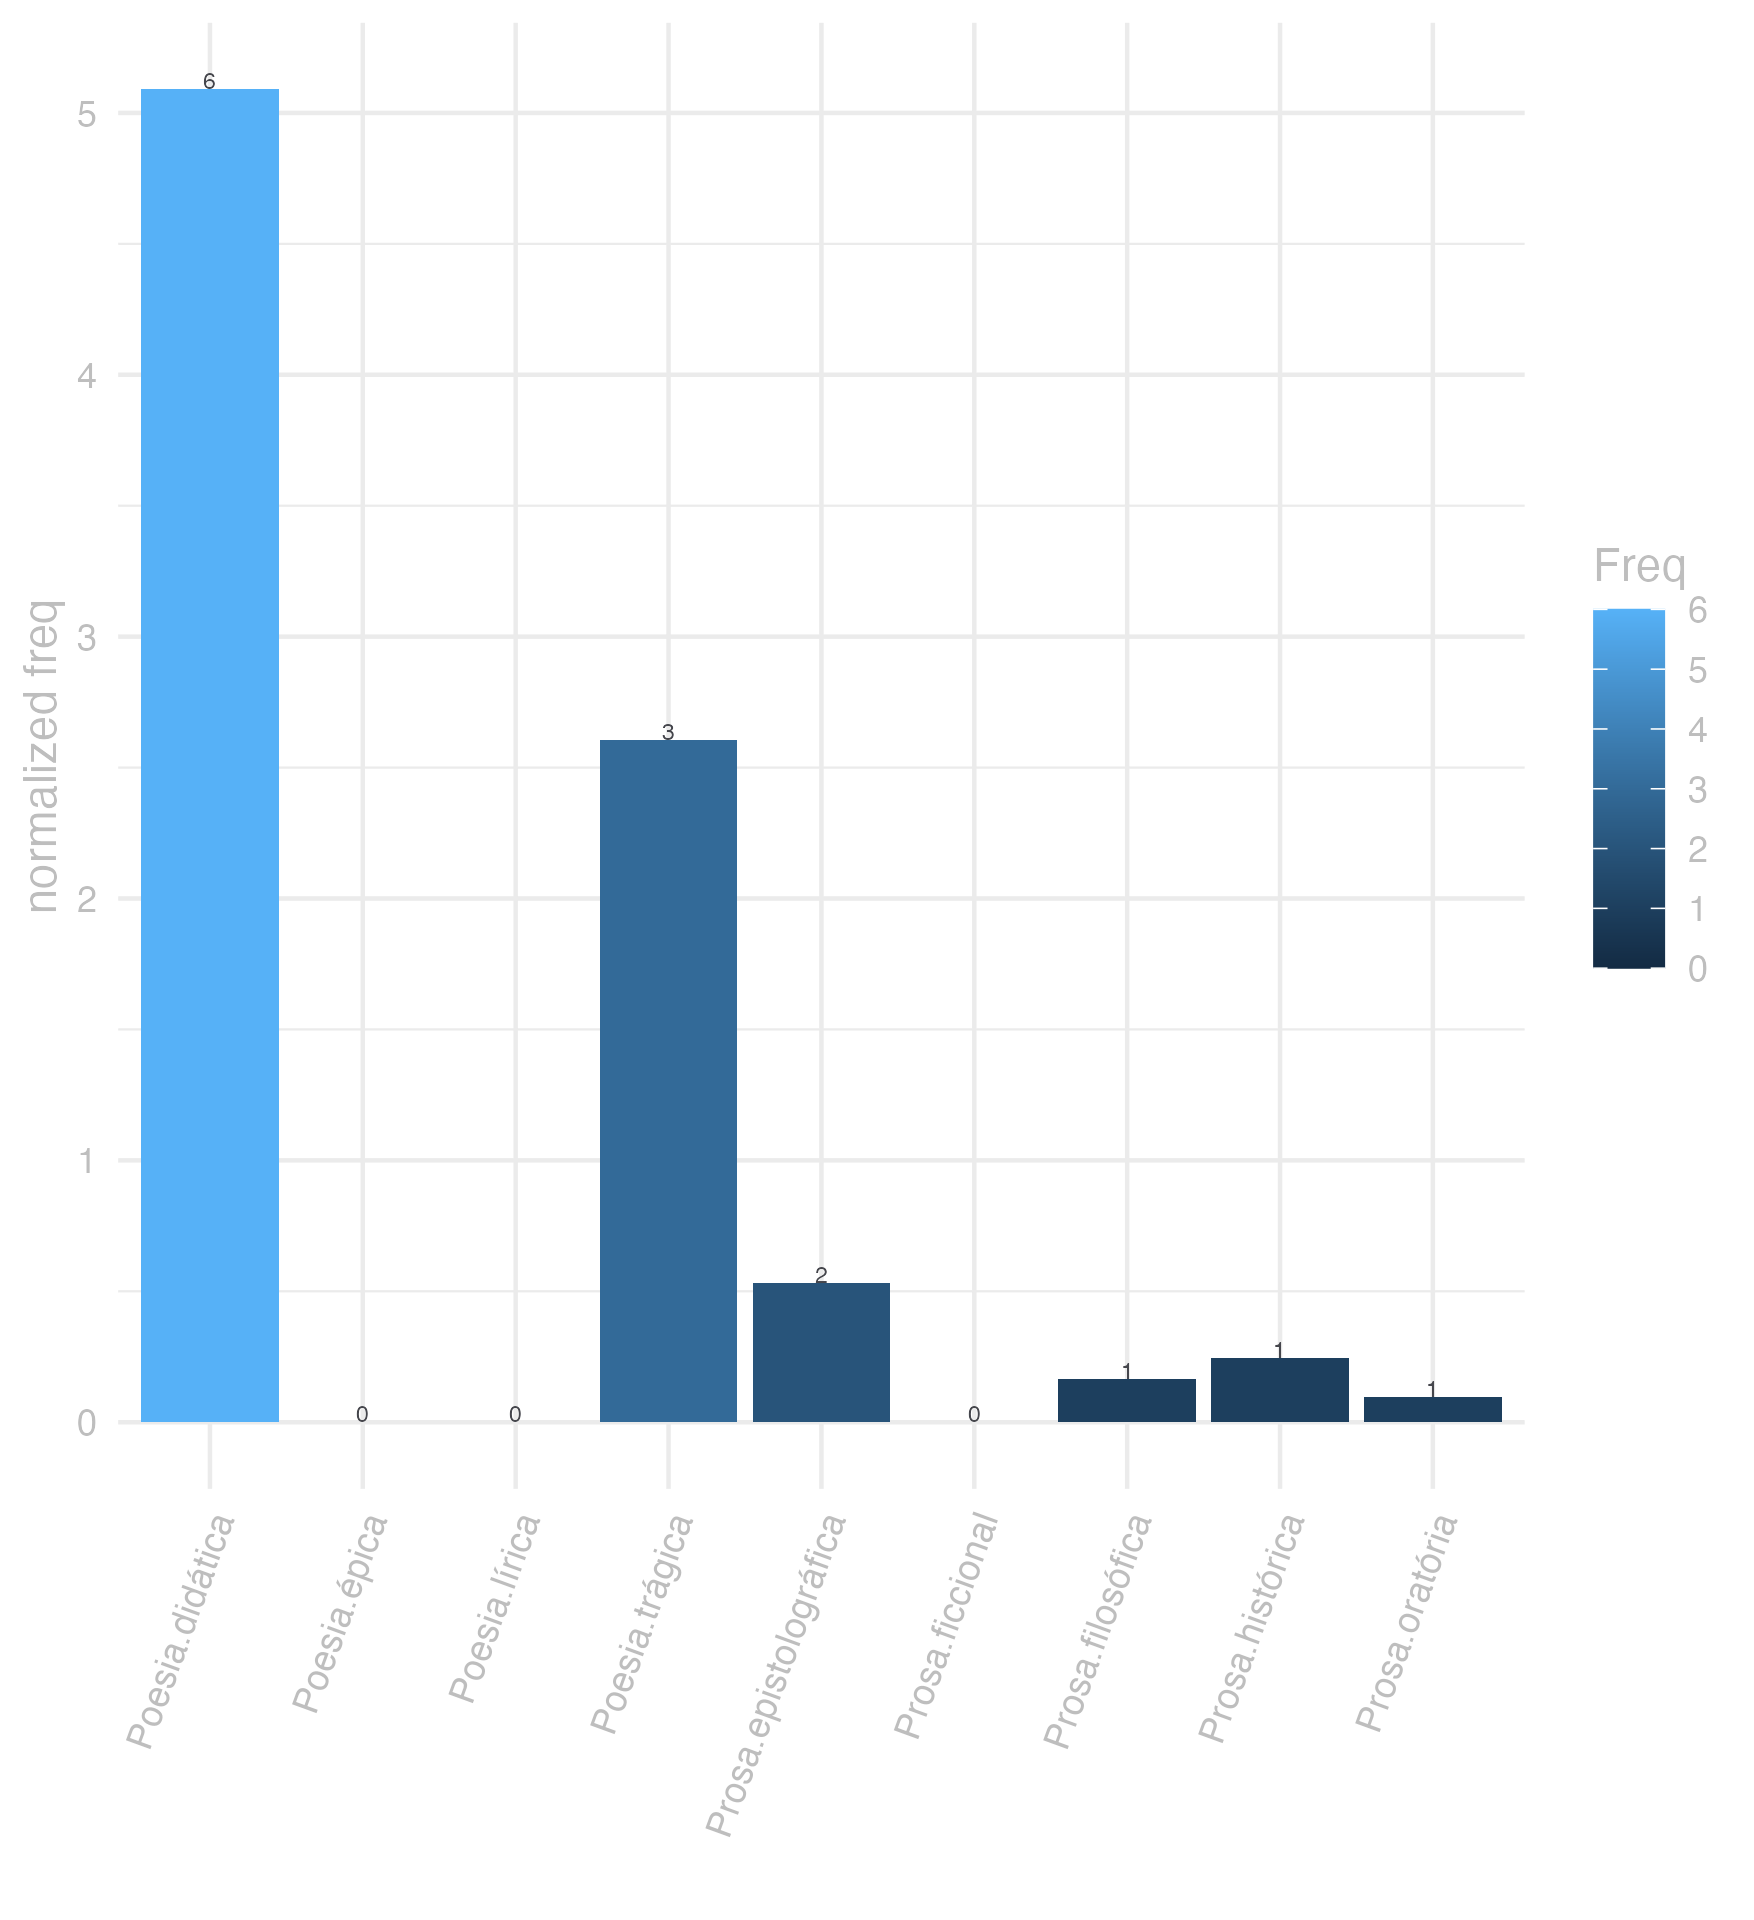 normalized freq
5
4
3
2
1
0
6
0
0
3
2
0
1
1
1
Poesia.didática
Poesia.épica
Poesia.lírica
Poesia.trágica
Prosa.epistolográfica
Prosa.ficcional
Prosa.filosófica
Prosa.histórica
Prosa.oratória
Freq
6
5
4
3
2
1
0